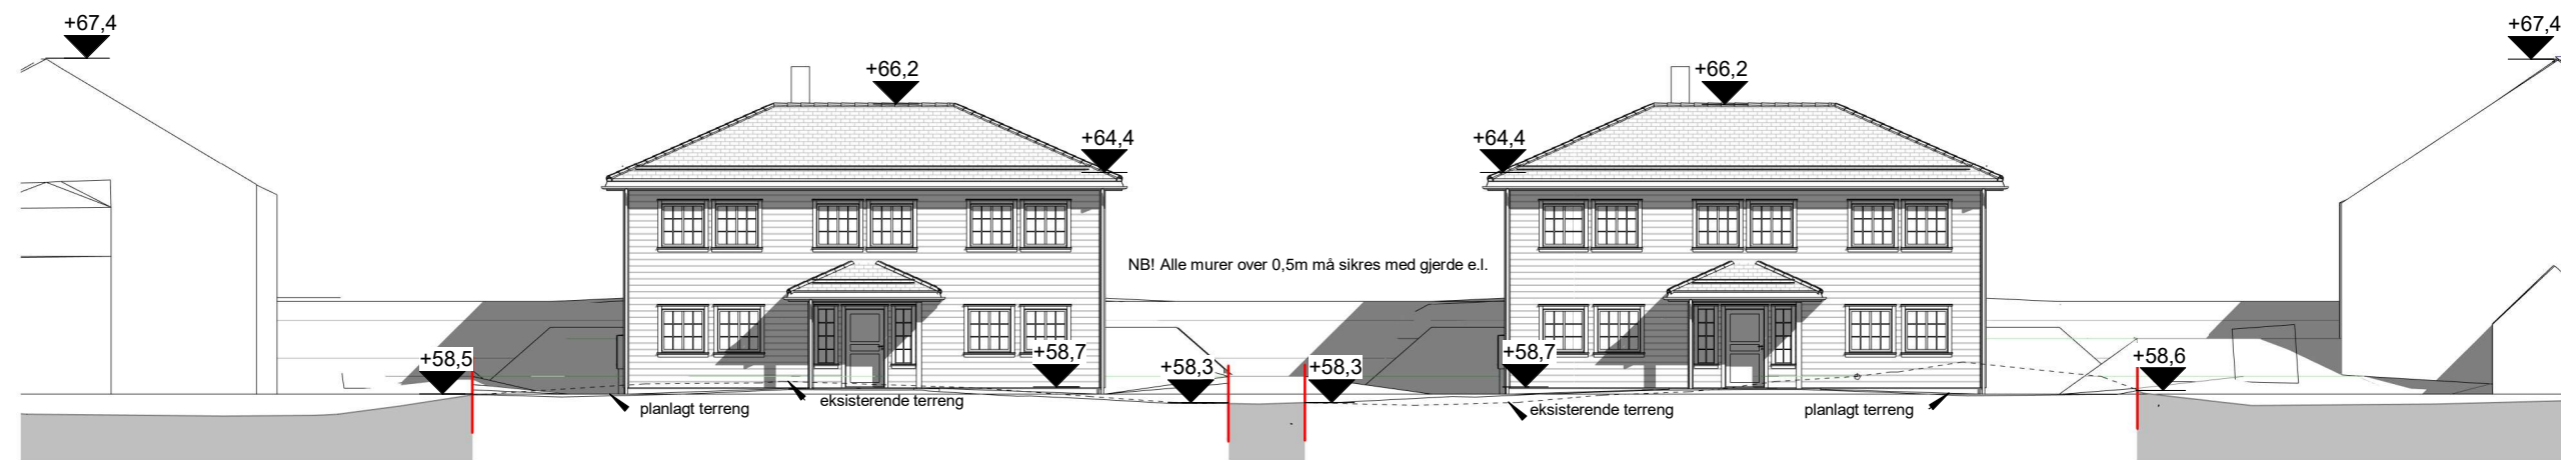 +67,4
+67,4
+66,2
+66,2
+64,4
+64,4
NB! Alle murer over 0,5m må sikres med gjerde e.l.
+58,5
+58,7
+58,3
+58,3
+58,7
+58,6
planlagt terreng
eksisterende terreng
eksisterende terreng
planlagt terreng